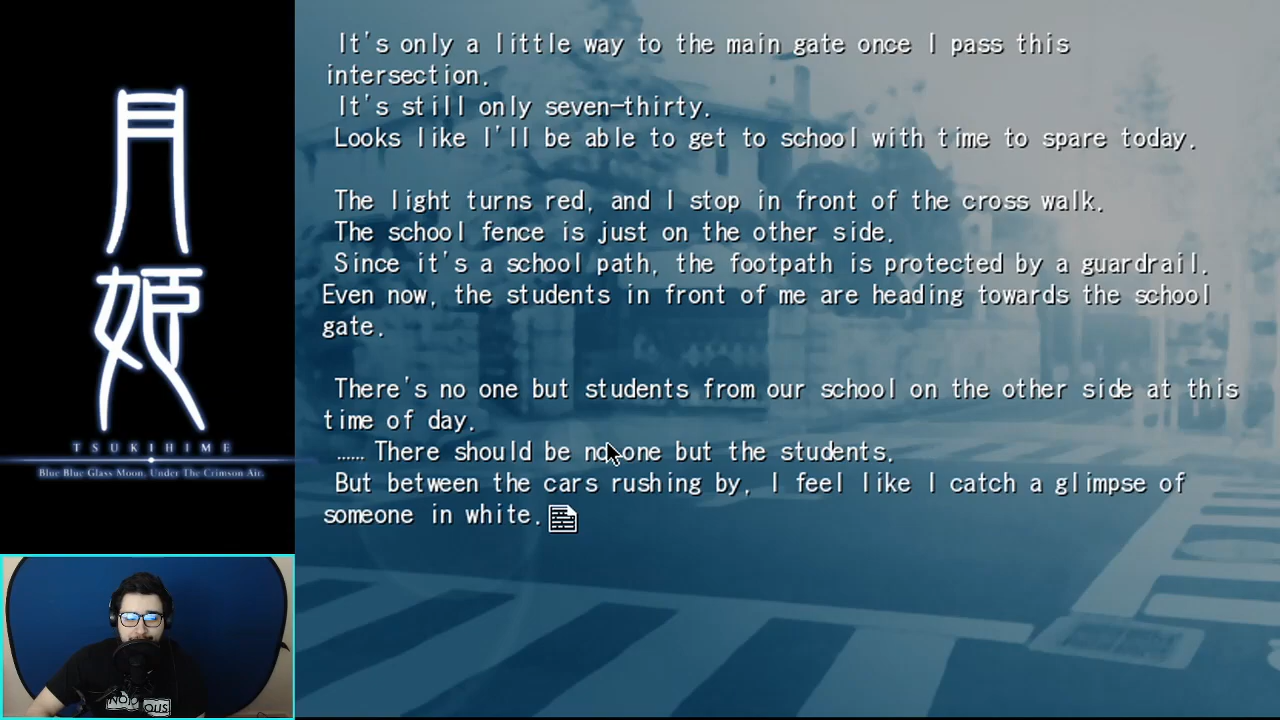 月
姫
TSUKIHIME
Blue Blue Glass Moon, Under The Crimson Air.
It's only a little way to the main gate once I pass this
intersection.
It's still only seven-thirty.
Looks like I'll be able to get to school with time to spare today.
The light turns red, and I stop in front of the cross walk.
The school fence is just on the other side.
Since it's a school path, the footpath is protected by a guardrail.
Even now, the students in front of me are heading towards the school
gate.
There's no one but students from our school on the other side at this
time of day.
...... There should be no one but the students.
But between the cars rushing by, I feel like I catch a glimpse of
someone in white.